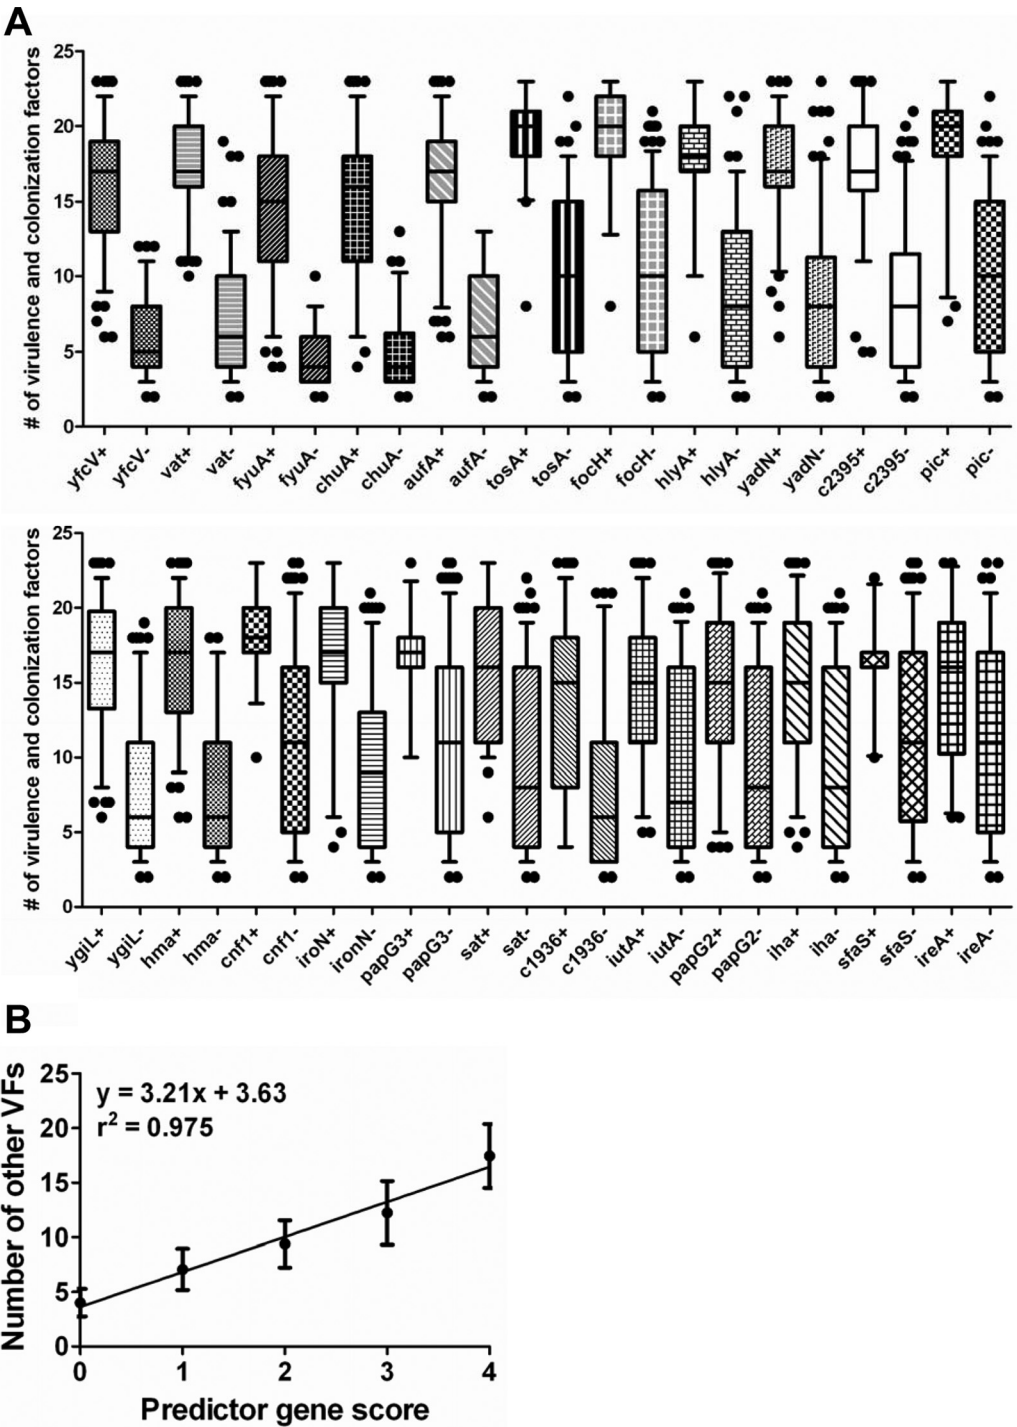 A
# of virulence and colonization factors
25
20
15
10
5
0
yfcV+ yfcV- vat+ vat- fyuA+ fyuA- chuA+ chuA- aufA+ aufA- tosA+ tosA- focH+ focH- hlyA+ hlyA- yadN+ yadN- c2395+ c2395- pic+ pic-
# of virulence and colonization factors
25
20
15
10
5
0
ygiL+ ygiL- hma+ hma- cnf1+ cnf1- iroN+ ironN- papG3+ papG3- sat+ sat- c1936+ c1936- iutA+ iutA- papG2+ papG2- iha+ iha- sfaS+ sfaS- ireA+ ireA-
B
Number of other VFs
25
20
15
10
5
0
y = 3.21x + 3.63
r² = 0.975
0 1 2 3 4
Predictor gene score